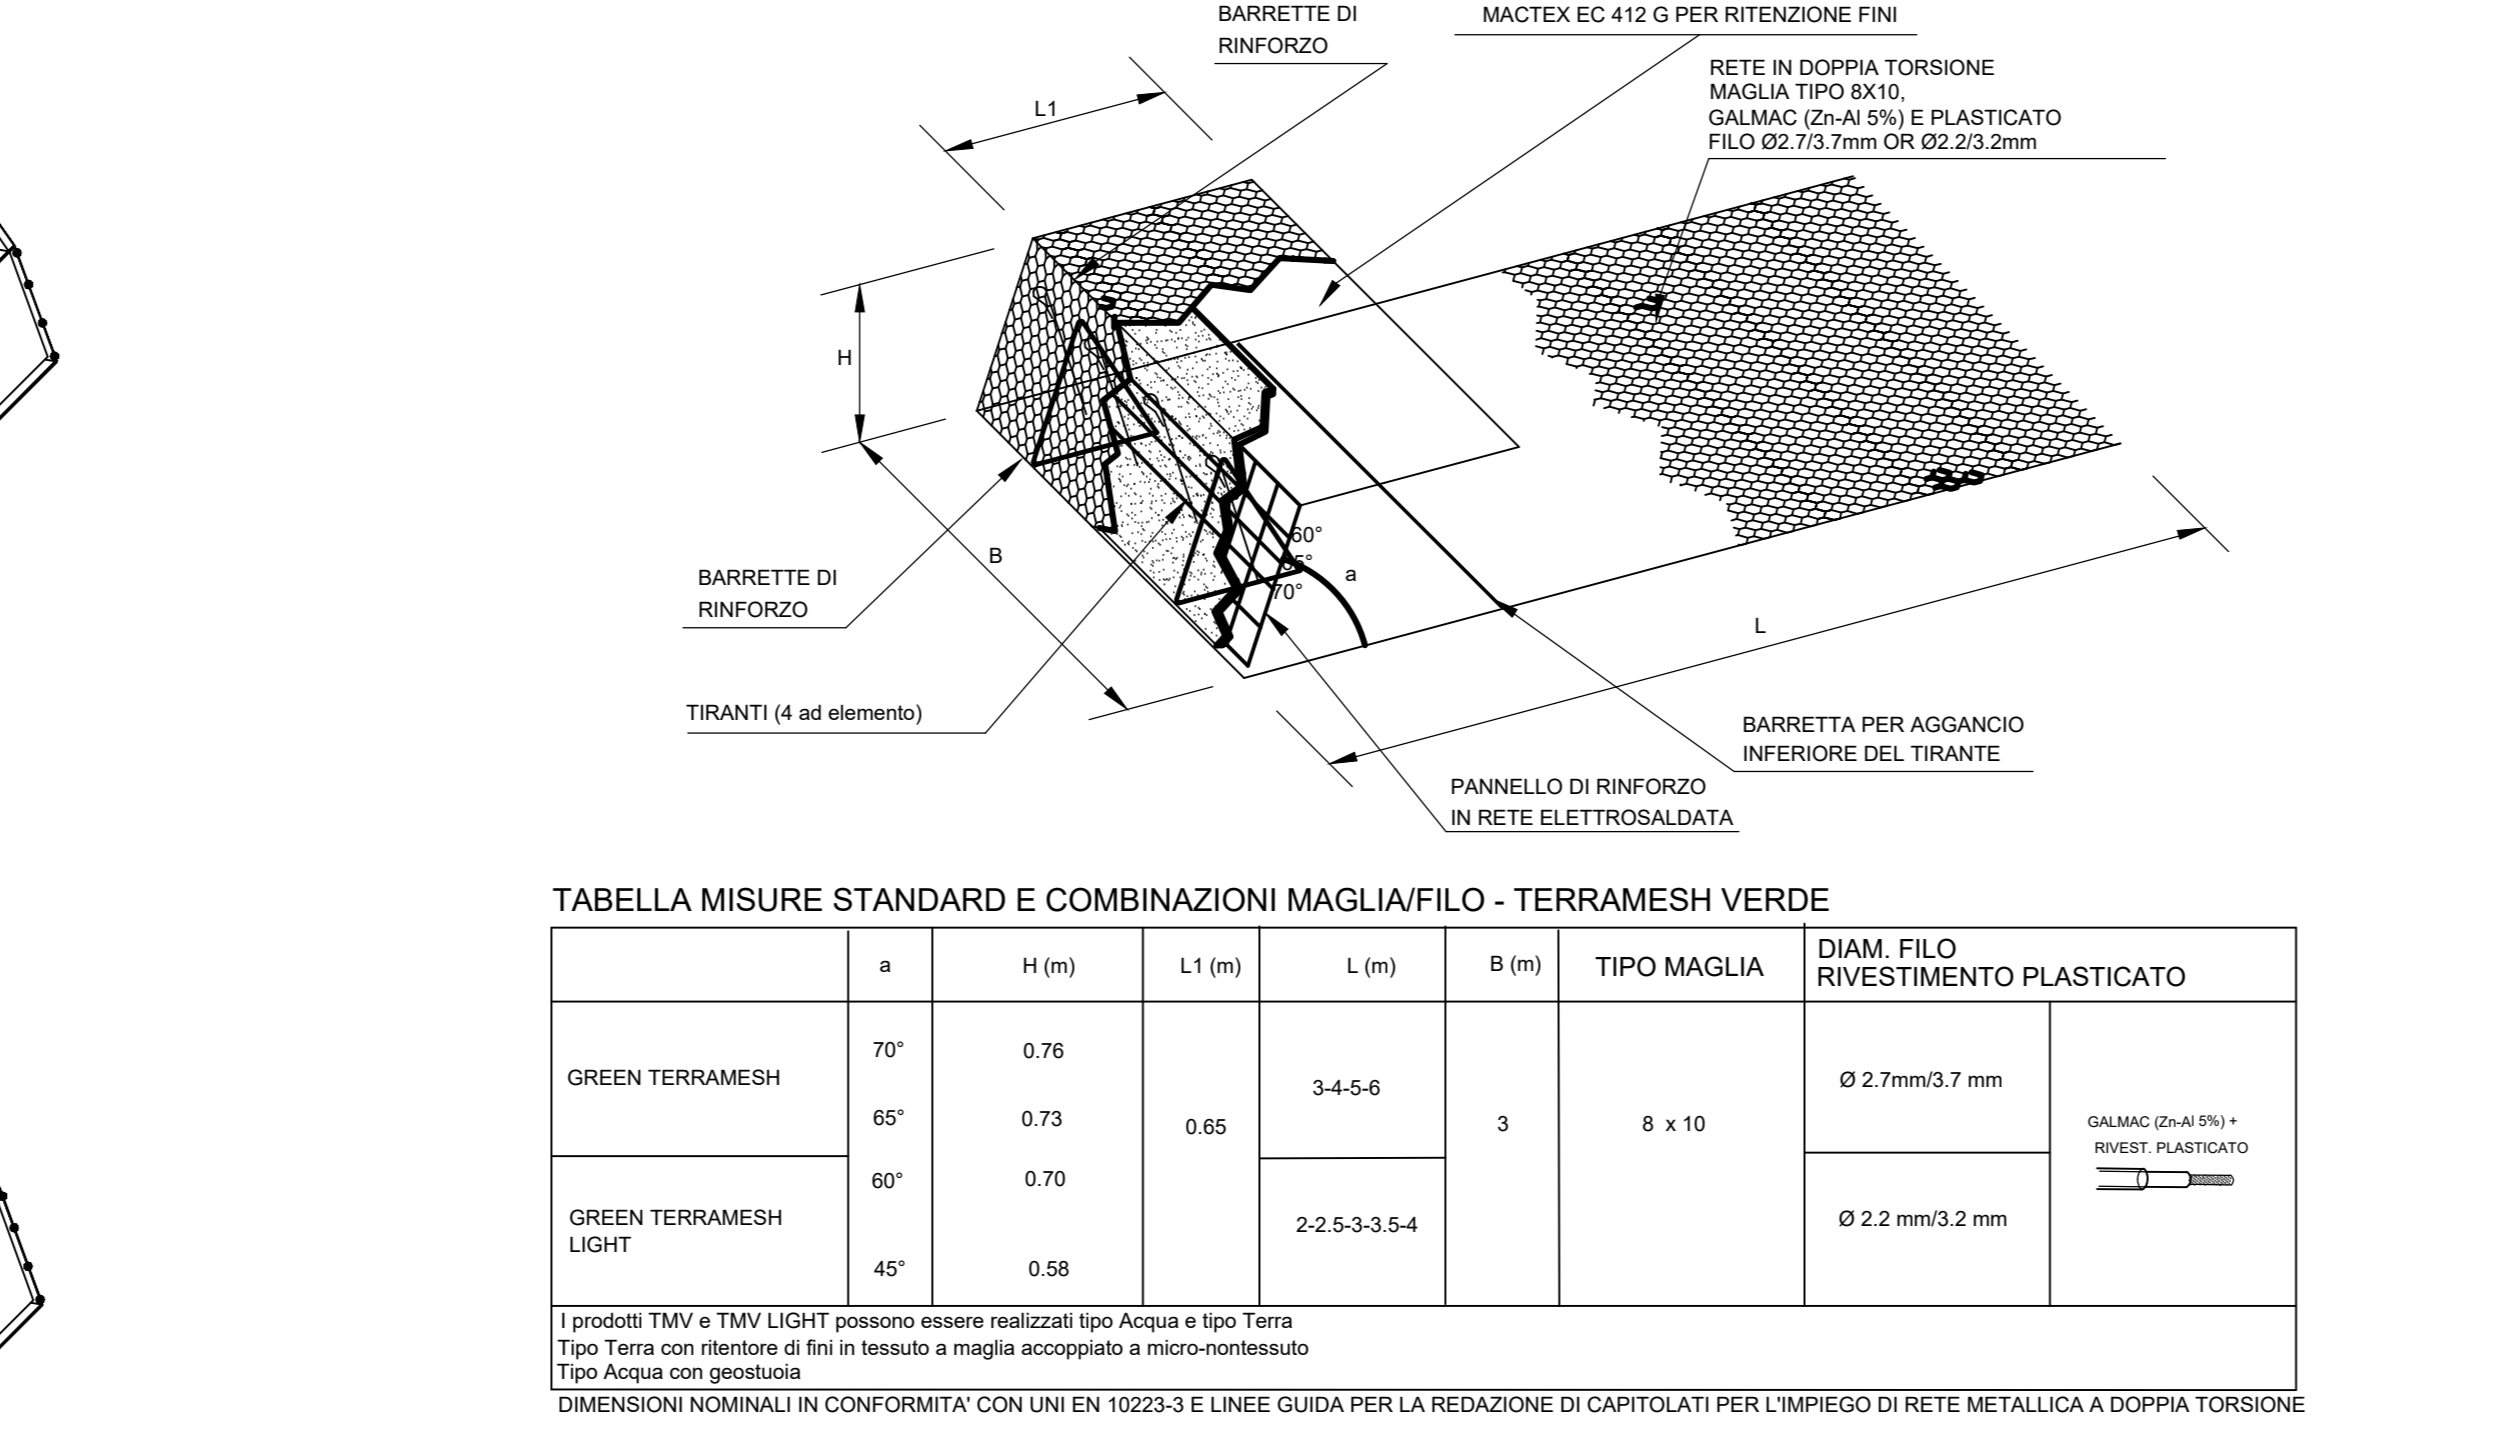 BARRETTE DI
RINFORZO
MACTEX EC 412 G PER RITENZIONE FINI
RETE IN DOPPIA TORSIONE
MAGLIA TIPO 8X10,
GALMAC (Zn-Al 5%) E PLASTICATO
FILO Ø2.7/3.7mm OR Ø2.2/3.2mm
L1
H
B
60°
65°
70°
a
L
BARRETTE DI
RINFORZO
TIRANTI (4 ad elemento)
BARRETTA PER AGGANCIO
INFERIORE DEL TIRANTE
PANNELLO DI RINFORZO
IN RETE ELETTROSALDATA
TABELLA MISURE STANDARD E COMBINAZIONI MAGLIA/FILO - TERRAMESH VERDE
a H (m) L1 (m) L (m) B (m) TIPO MAGLIA DIAM. FILO
RIVESTIMENTO PLASTICATO
GREEN TERRAMESH
70° 0.76
65° 0.73
3-4-5-6
Ø 2.7mm/3.7 mm
0.65
3
8 x 10
GALMAC (Zn-Al 5%) +
RIVEST. PLASTICATO
GREEN TERRAMESH
LIGHT
60° 0.70
45° 0.58
2-2.5-3-3.5-4
Ø 2.2 mm/3.2 mm
I prodotti TMV e TMV LIGHT possono essere realizzati tipo Acqua e tipo Terra
Tipo Terra con ritentore di fini in tessuto a maglia accoppiato a micro-nontessuto
Tipo Acqua con geostuoia
DIMENSIONI NOMINALI IN CONFORMITA' CON UNI EN 10223-3 E LINEE GUIDA PER LA REDAZIONE DI CAPITOLATI PER L'IMPIEGO DI RETE METALLICA A DOPPIA TORSIONE